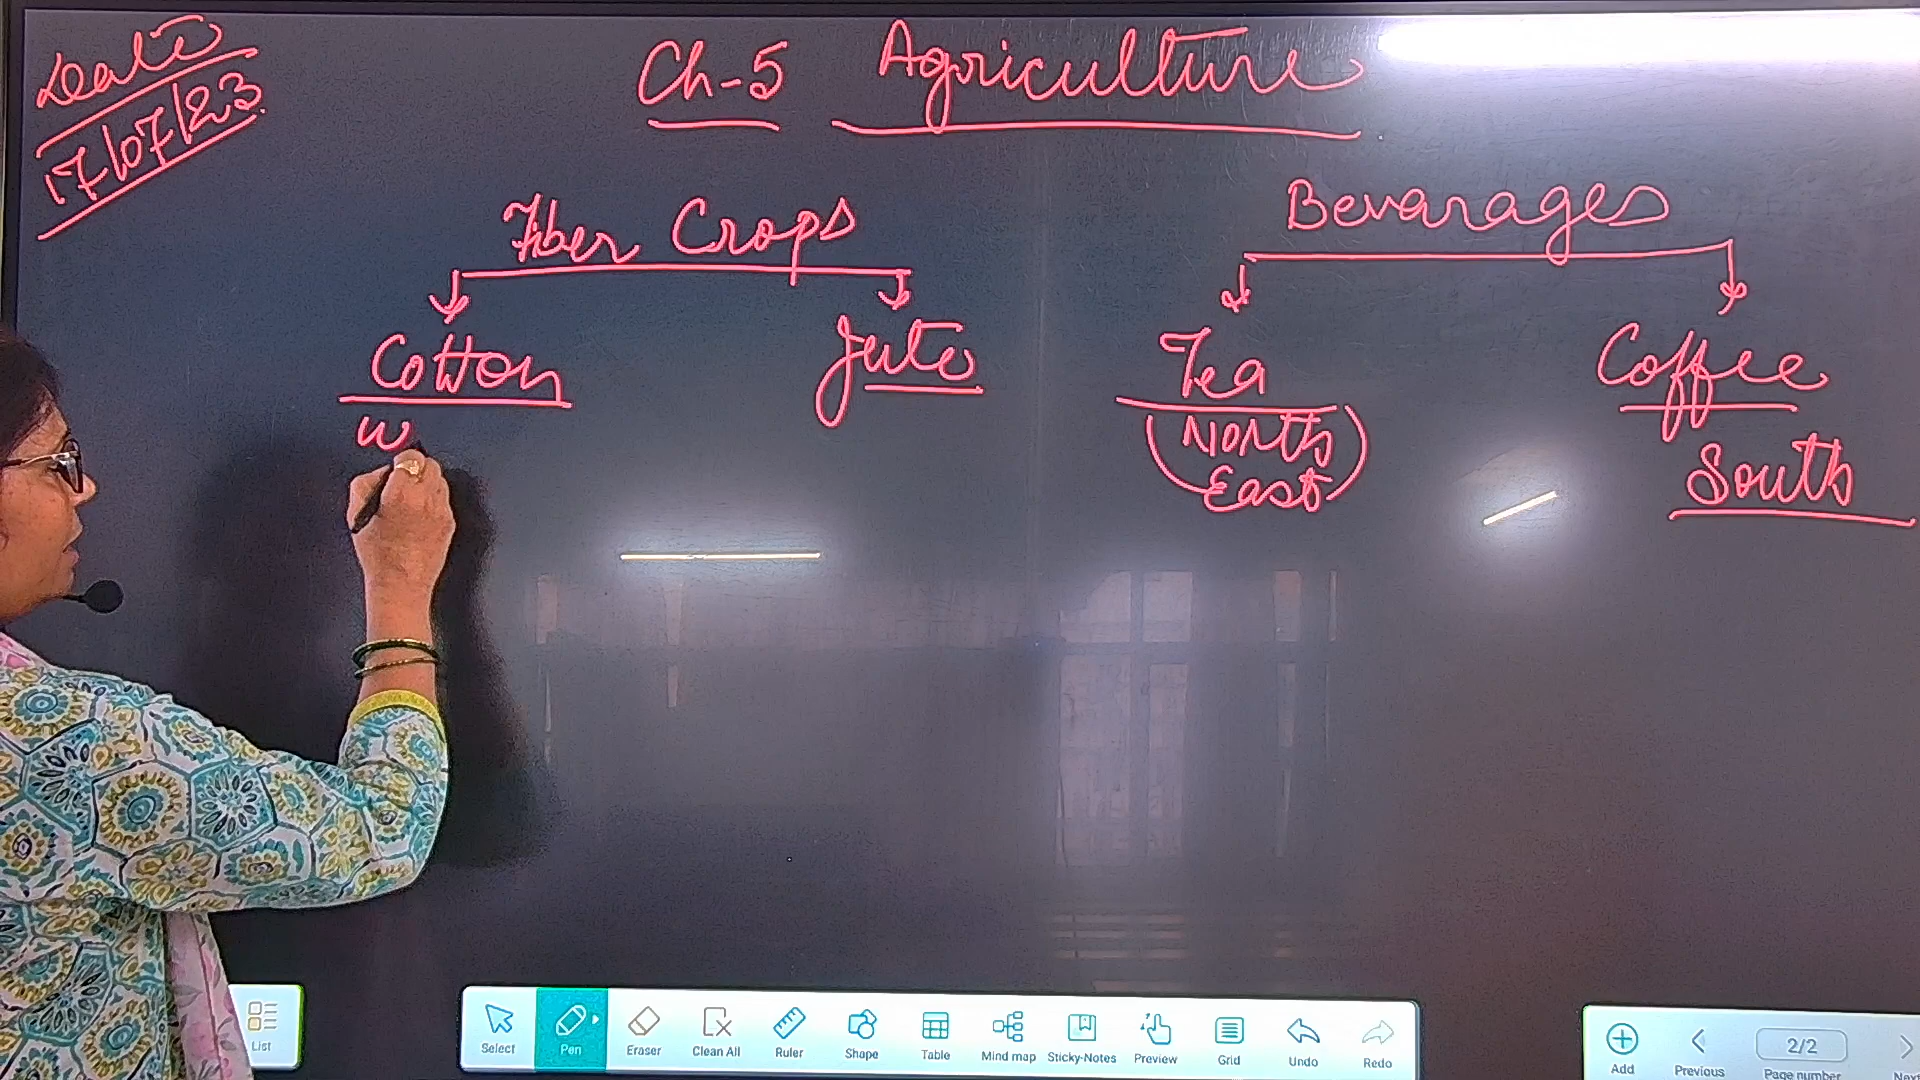 Date
17/07/23
Ch-5 Agriculture
Fiber Crops
Bevarages
Cotton
Jute
Tea
Coffee
w
(North
East)
South
List
Select
Pen
Eraser
Clean All
Ruler
Shape
Table
Mind map
Sticky-Notes
Preview
Grid
Undo
Redo
Add
Previous
2/2
Page number
Next